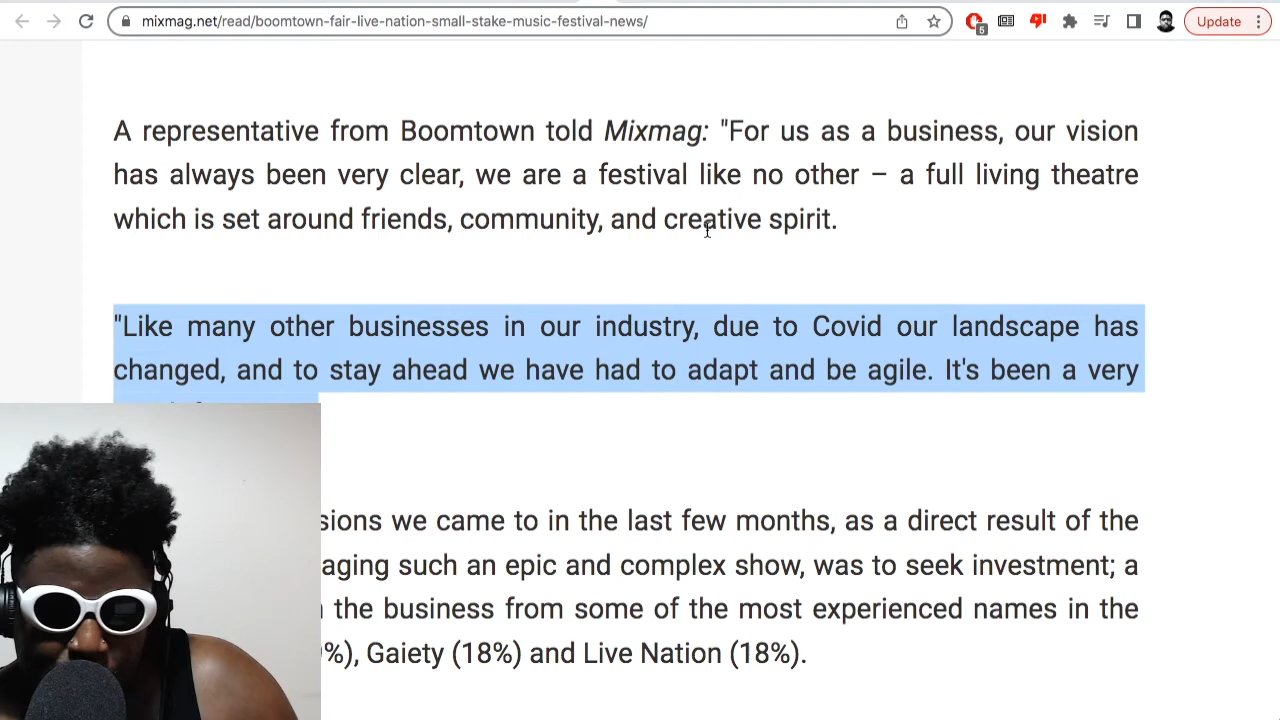 mixmag.net/read/boomtown-fair-live-nation-small-stake-music-festival-news/
5
Update
A representative from Boomtown told Mixmag: "For us as a business, our vision
has always been very clear, we are a festival like no other – a full living theatre
which is set around friends, community, and creative spirit.
"Like many other businesses in our industry, due to Covid our landscape has
changed, and to stay ahead we have had to adapt and be agile. It's been a very
sions we came to in the last few months, as a direct result of the
aging such an epic and complex show, was to seek investment; a
the business from some of the most experienced names in the
%), Gaiety (18%) and Live Nation (18%).